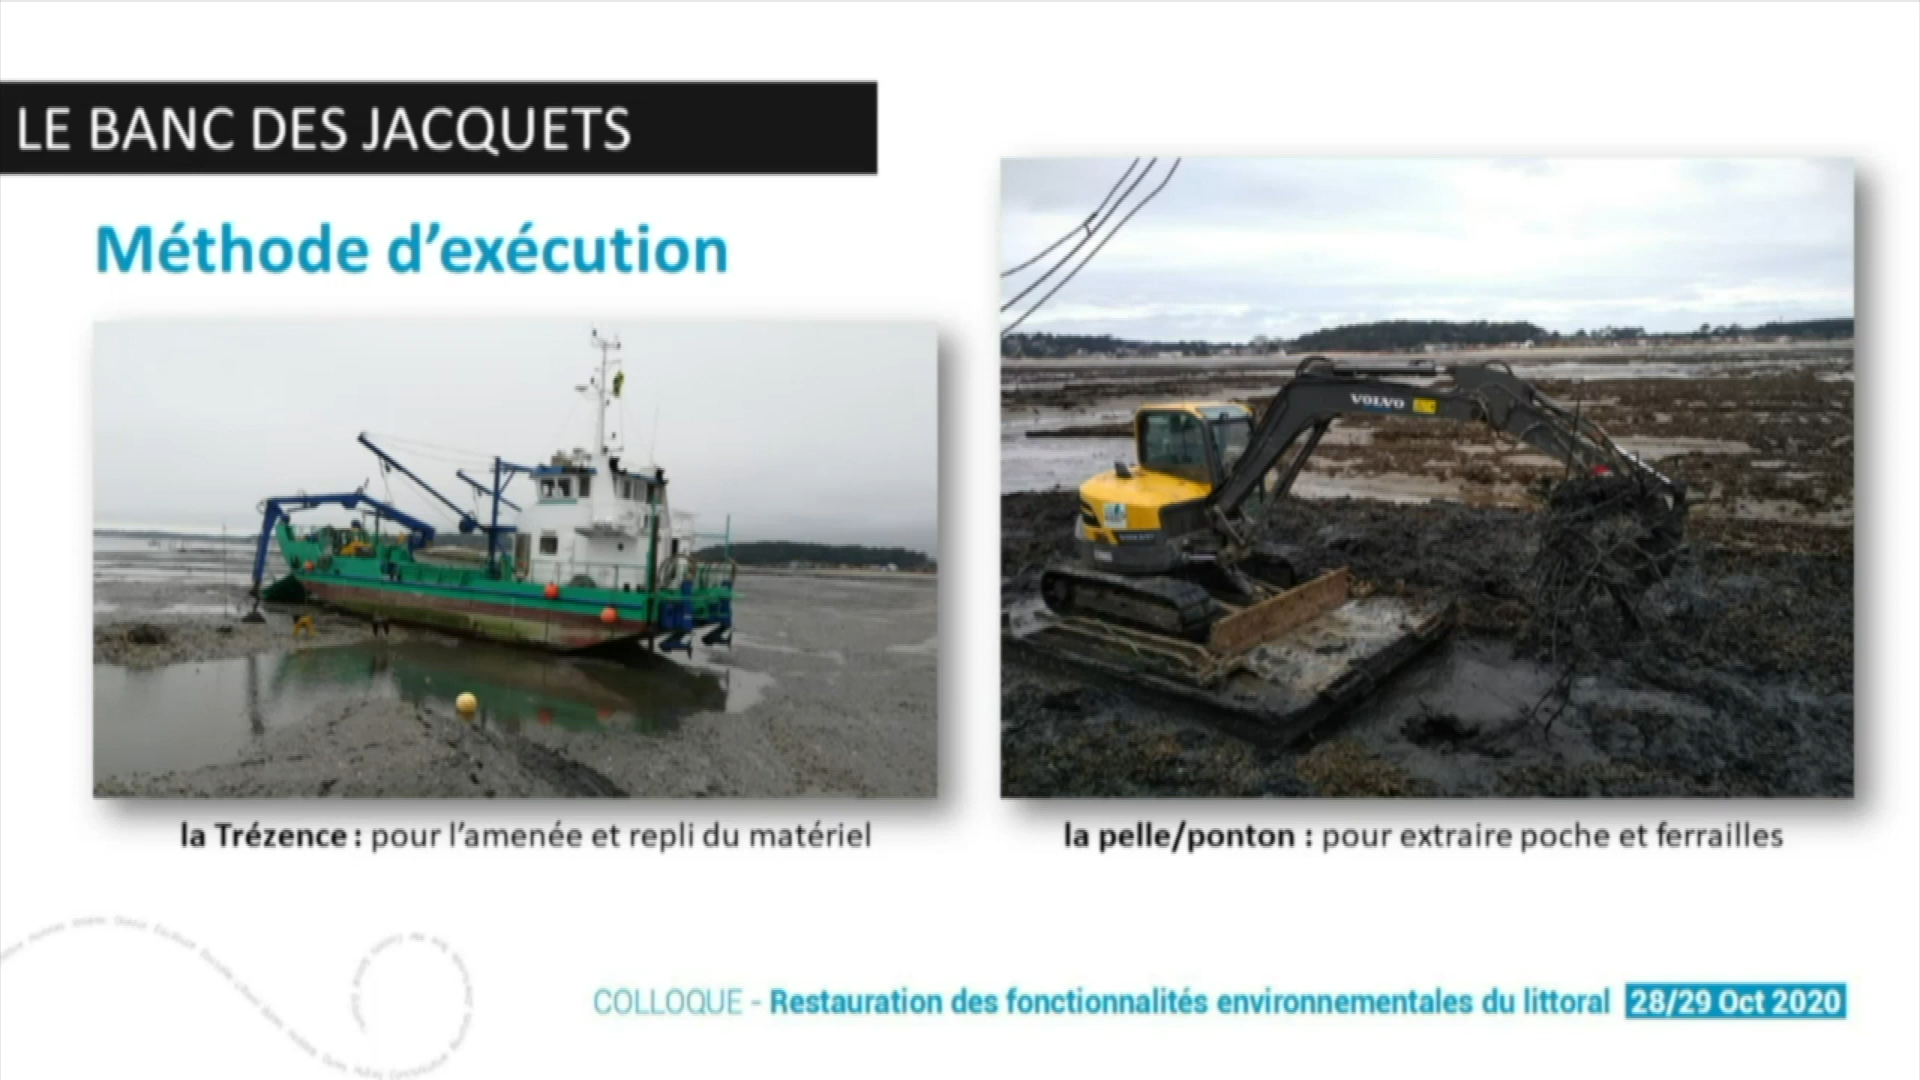 LE BANC DES JACQUETS
Méthode d'exécution
VOLVO
la Trézence : pour l'amenée et repli du matériel
la pelle/ponton : pour extraire poche et ferrailles
COLLOQUE - Restauration des fonctionnalités environnementales du littoral 28/29 Oct 2020